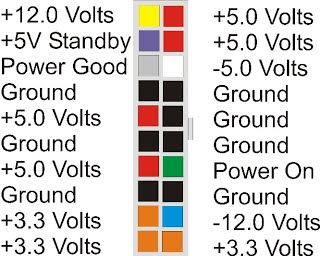 +12.0 Volts +5.0 Volts
+5V Standby +5.0 Volts
Power Good -5.0 Volts
Ground Ground
+5.0 Volts Ground
Ground Ground
+5.0 Volts Power On
Ground Ground
+3.3 Volts -12.0 Volts
+3.3 Volts +3.3 Volts